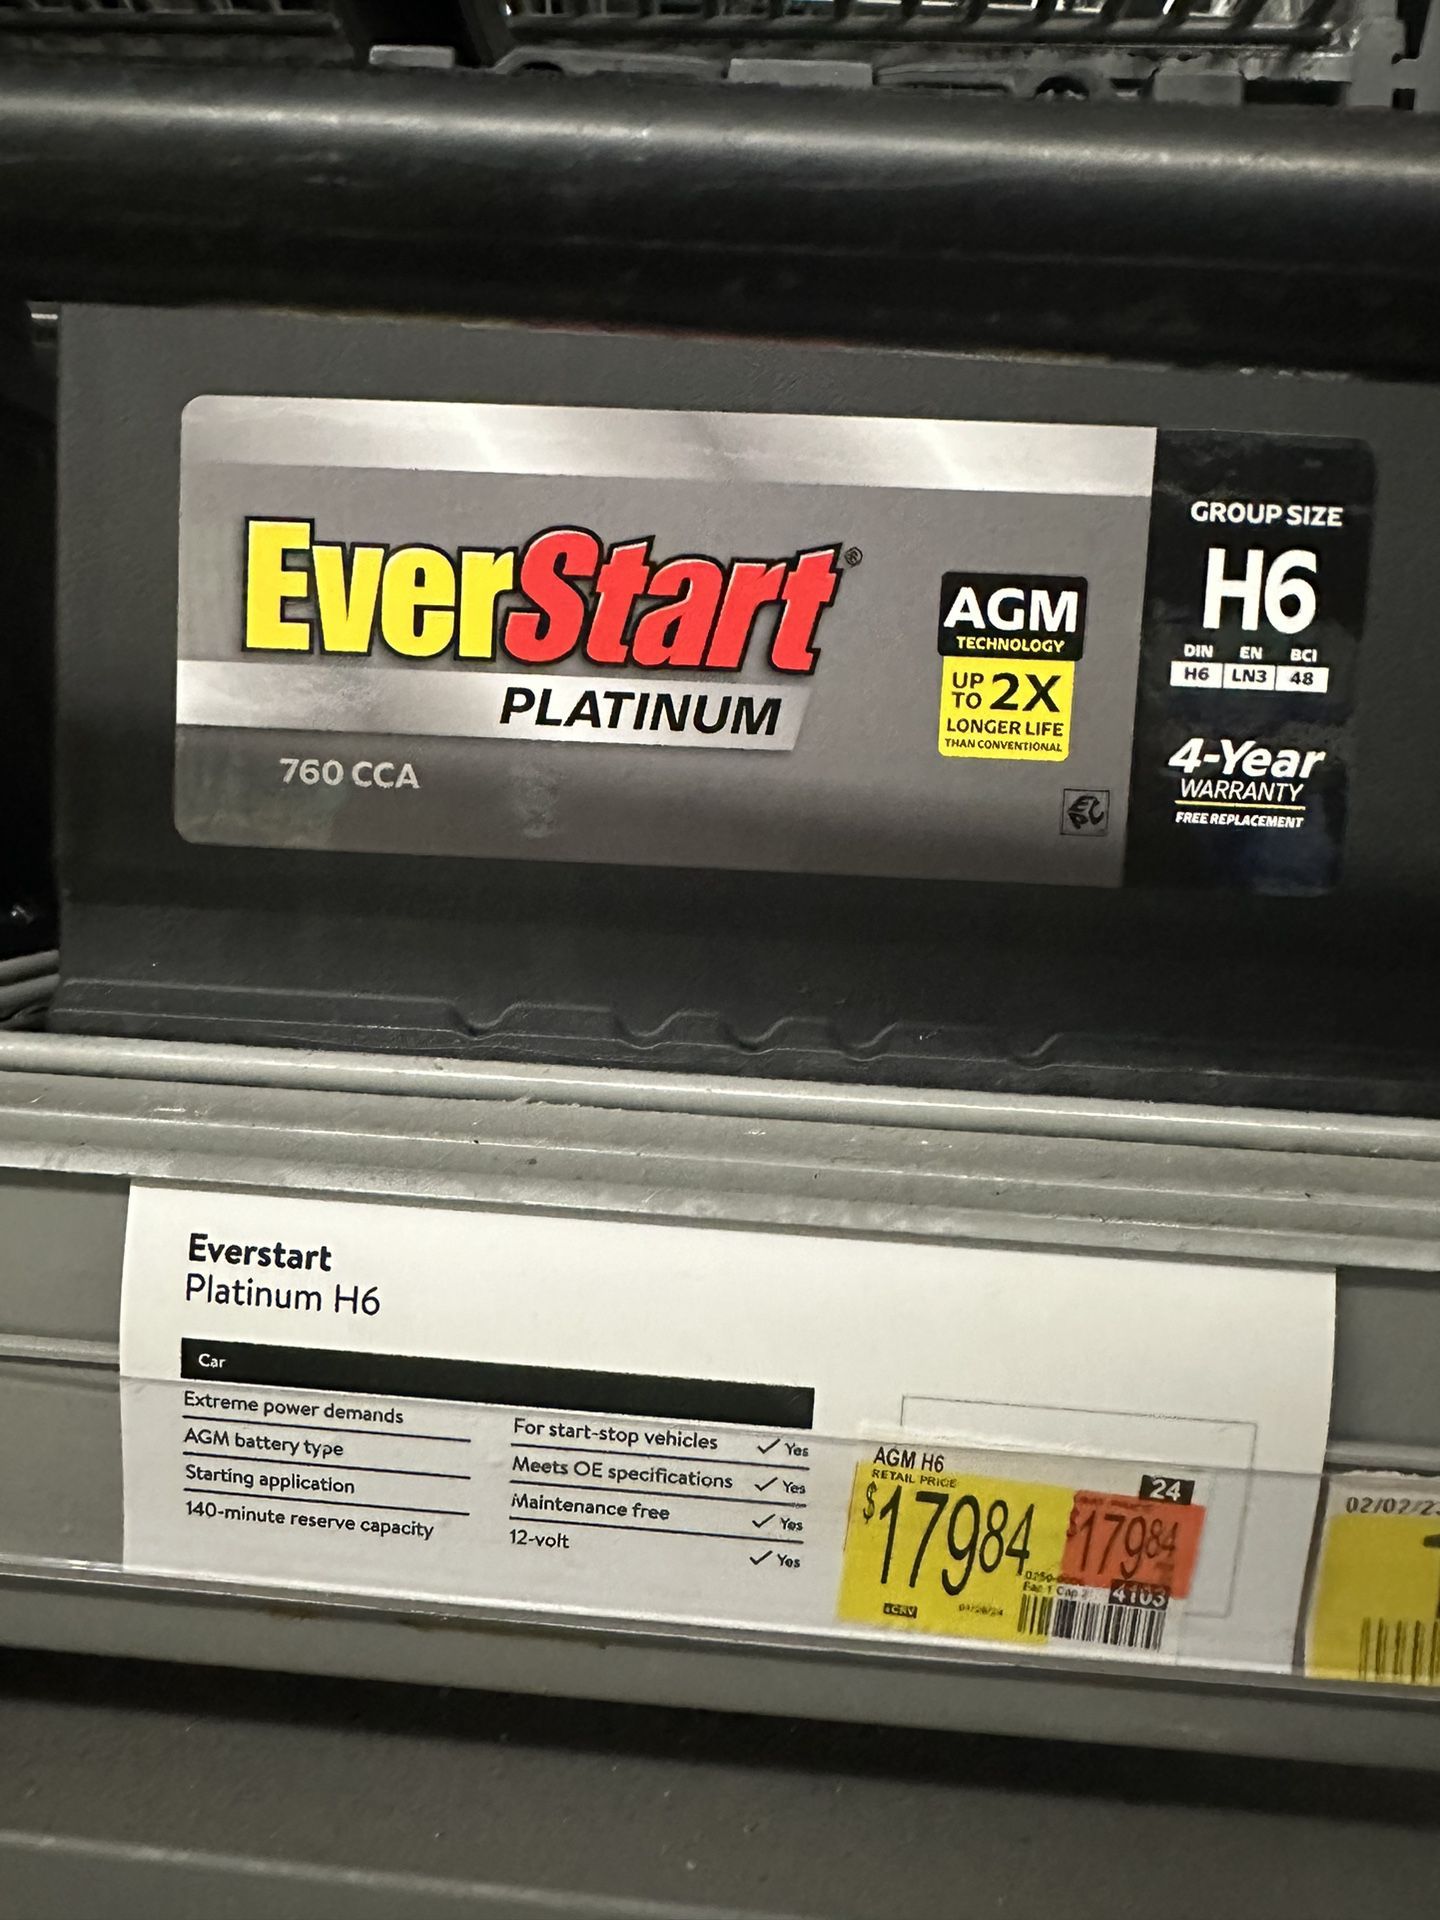 EverStart®
PLATINUM
760 CCA
AGM
TECHNOLOGY
UP TO 2X
LONGER LIFE
THAN CONVENTIONAL
GROUP SIZE
H6
DIN EN BCI
H6 LN3 48
4-Year
WARRANTY
FREE REPLACEMENT
Everstart
Platinum H6
Car
Extreme power demands
AGM battery type
Starting application
140-minute reserve capacity
For start-stop vehicles ✓ Yes
Meets OE specifications ✓ Yes
Maintenance free ✓ Yes
12-volt ✓ Yes
AGM H6
RETAIL PRICE
$17984
24
$17984
4103
02/02/2